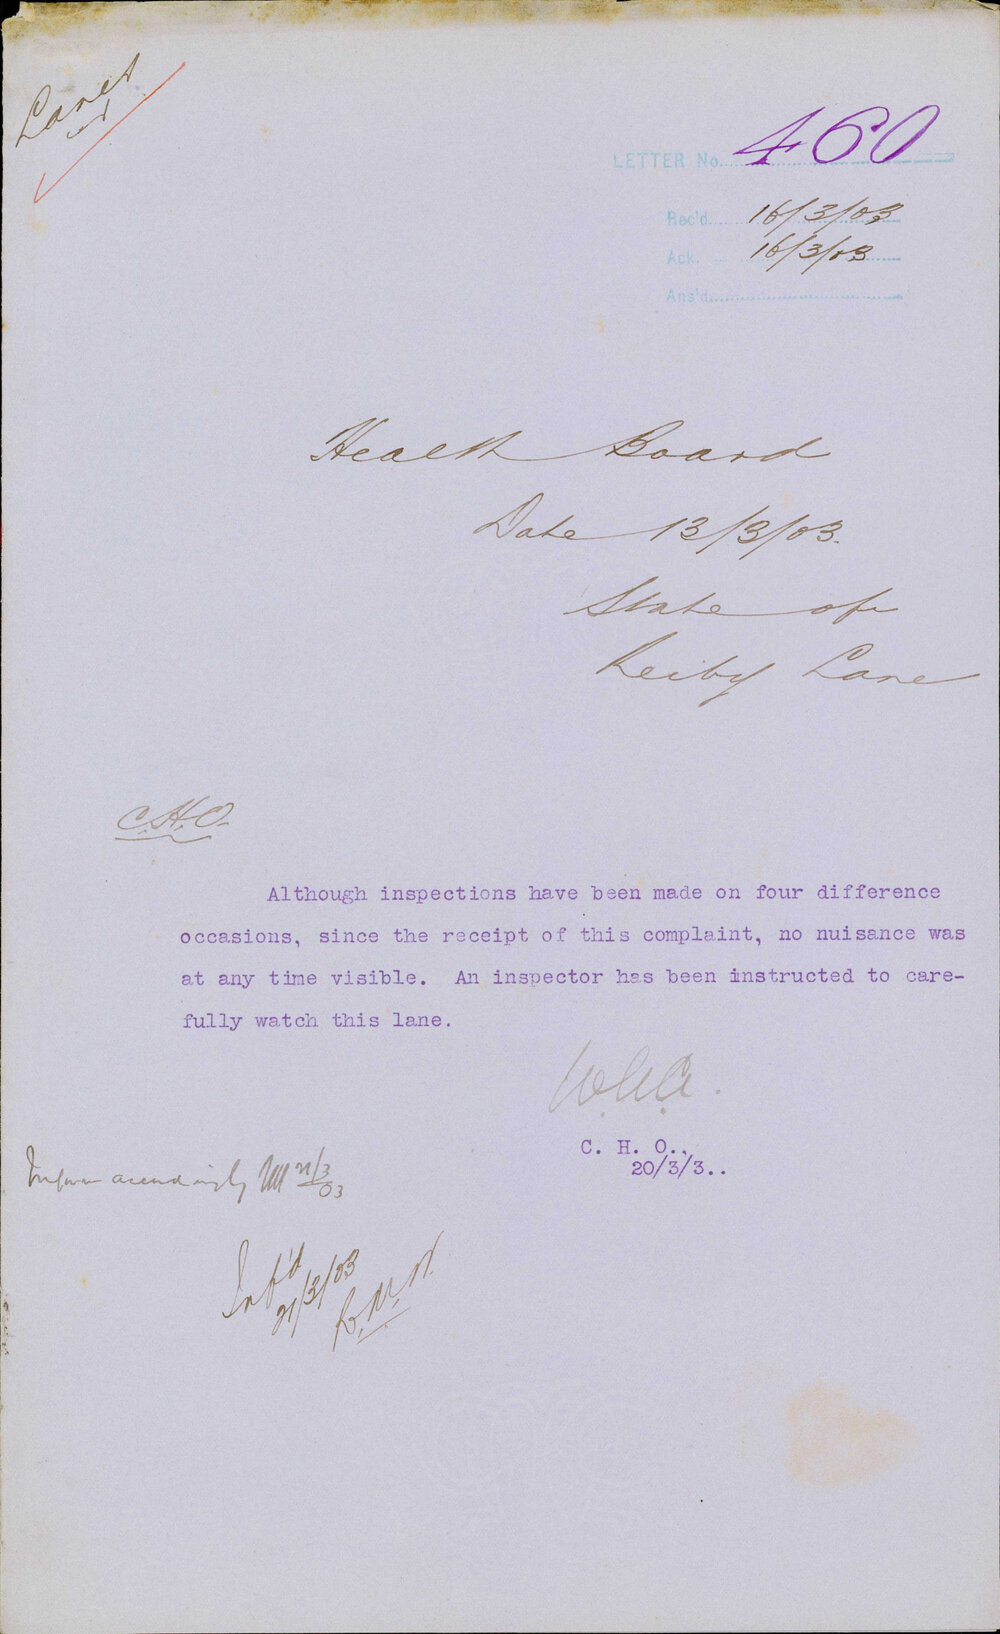 Lanes
LETTER No. 460
Rec'd. 16/3/03
Ack. 16/3/03
Ans'd.
Health Board
Date 13/3/03.
State of
Reiby Lane
C.H.O.
Although inspections have been made on four difference
occasions, since the receipt of this complaint, no nuisance was
at any time visible. An inspector has been instructed to care-
fully watch this lane.
C. H. O..,
20/3/3..
Inform accordingly 21/3/03
Inf'd
21/3/03